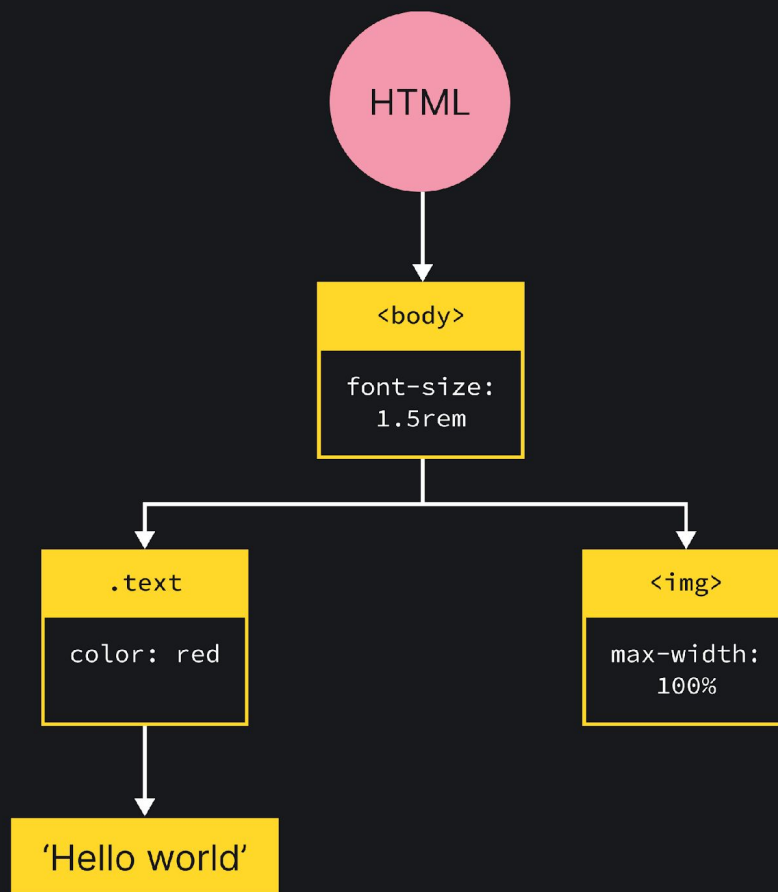 HTML
<body>
font-size:
1.5rem
.text
color: red
‘Hello world’
<img>
max-width:
100%